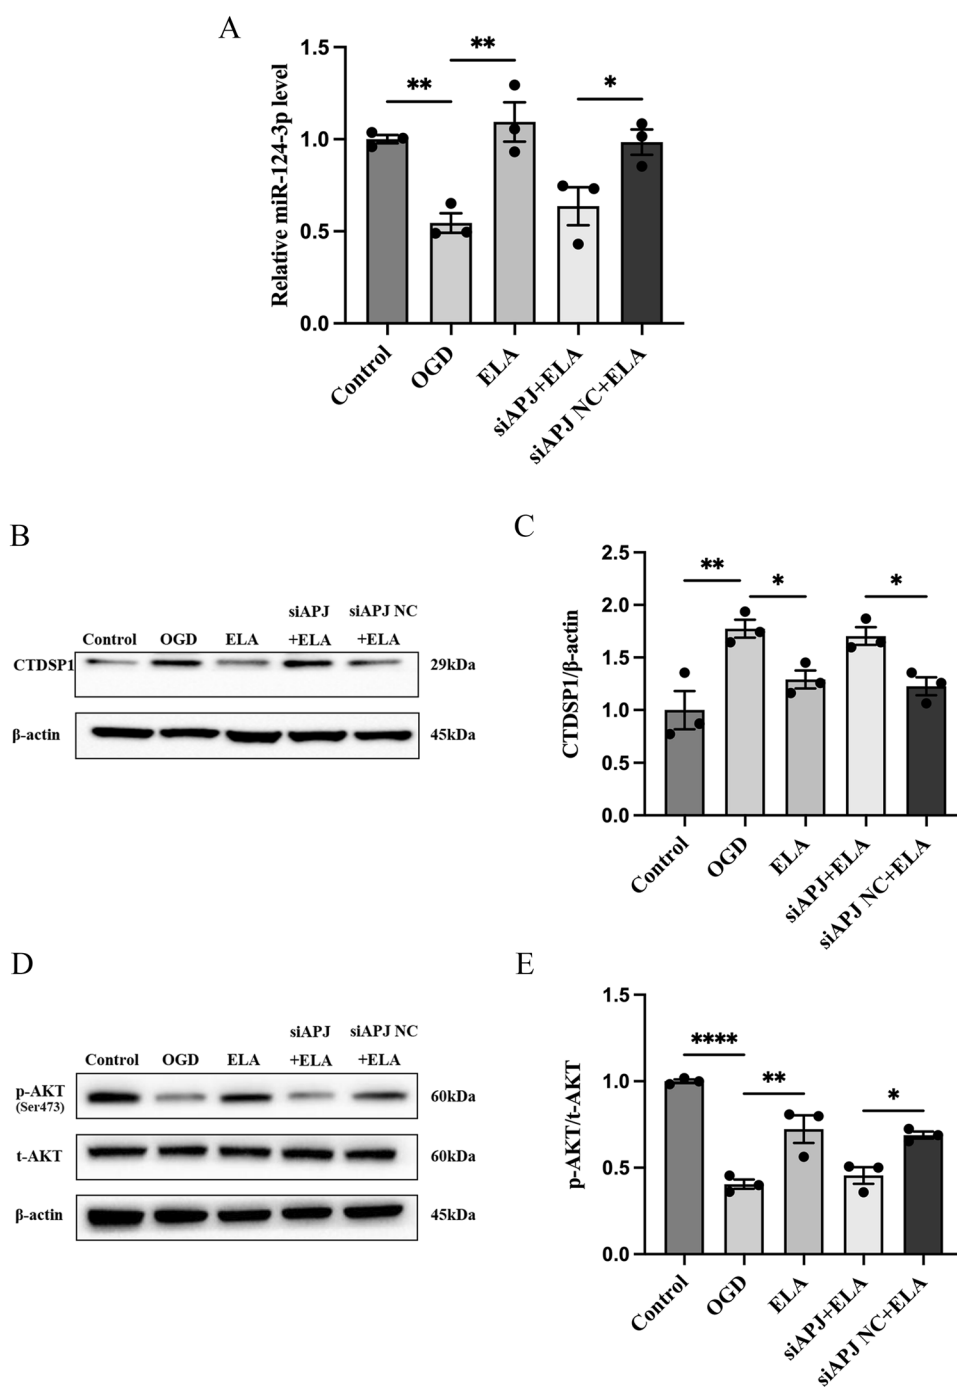 A
Relative miR-124-3p level
1.5
1.0
0.5
0.0
**
**
*
Control
OGD
ELA
siAPJ+ELA
siAPJ NC+ELA
B
Control OGD ELA siAPJ +ELA siAPJ NC +ELA
CTDSP1 29kDa
β-actin 45kDa
C
CTDSP1/β-actin
2.5
2.0
1.5
1.0
0.5
0.0
**
*
*
Control
OGD
ELA
siAPJ+ELA
siAPJ NC+ELA
D
Control OGD ELA siAPJ +ELA siAPJ NC +ELA
p-AKT 60kDa
(Ser473)
t-AKT 60kDa
β-actin 45kDa
E
p-AKT/t-AKT
1.5
1.0
0.5
0.0
****
**
*
Control
OGD
ELA
siAPJ+ELA
siAPJ NC+ELA